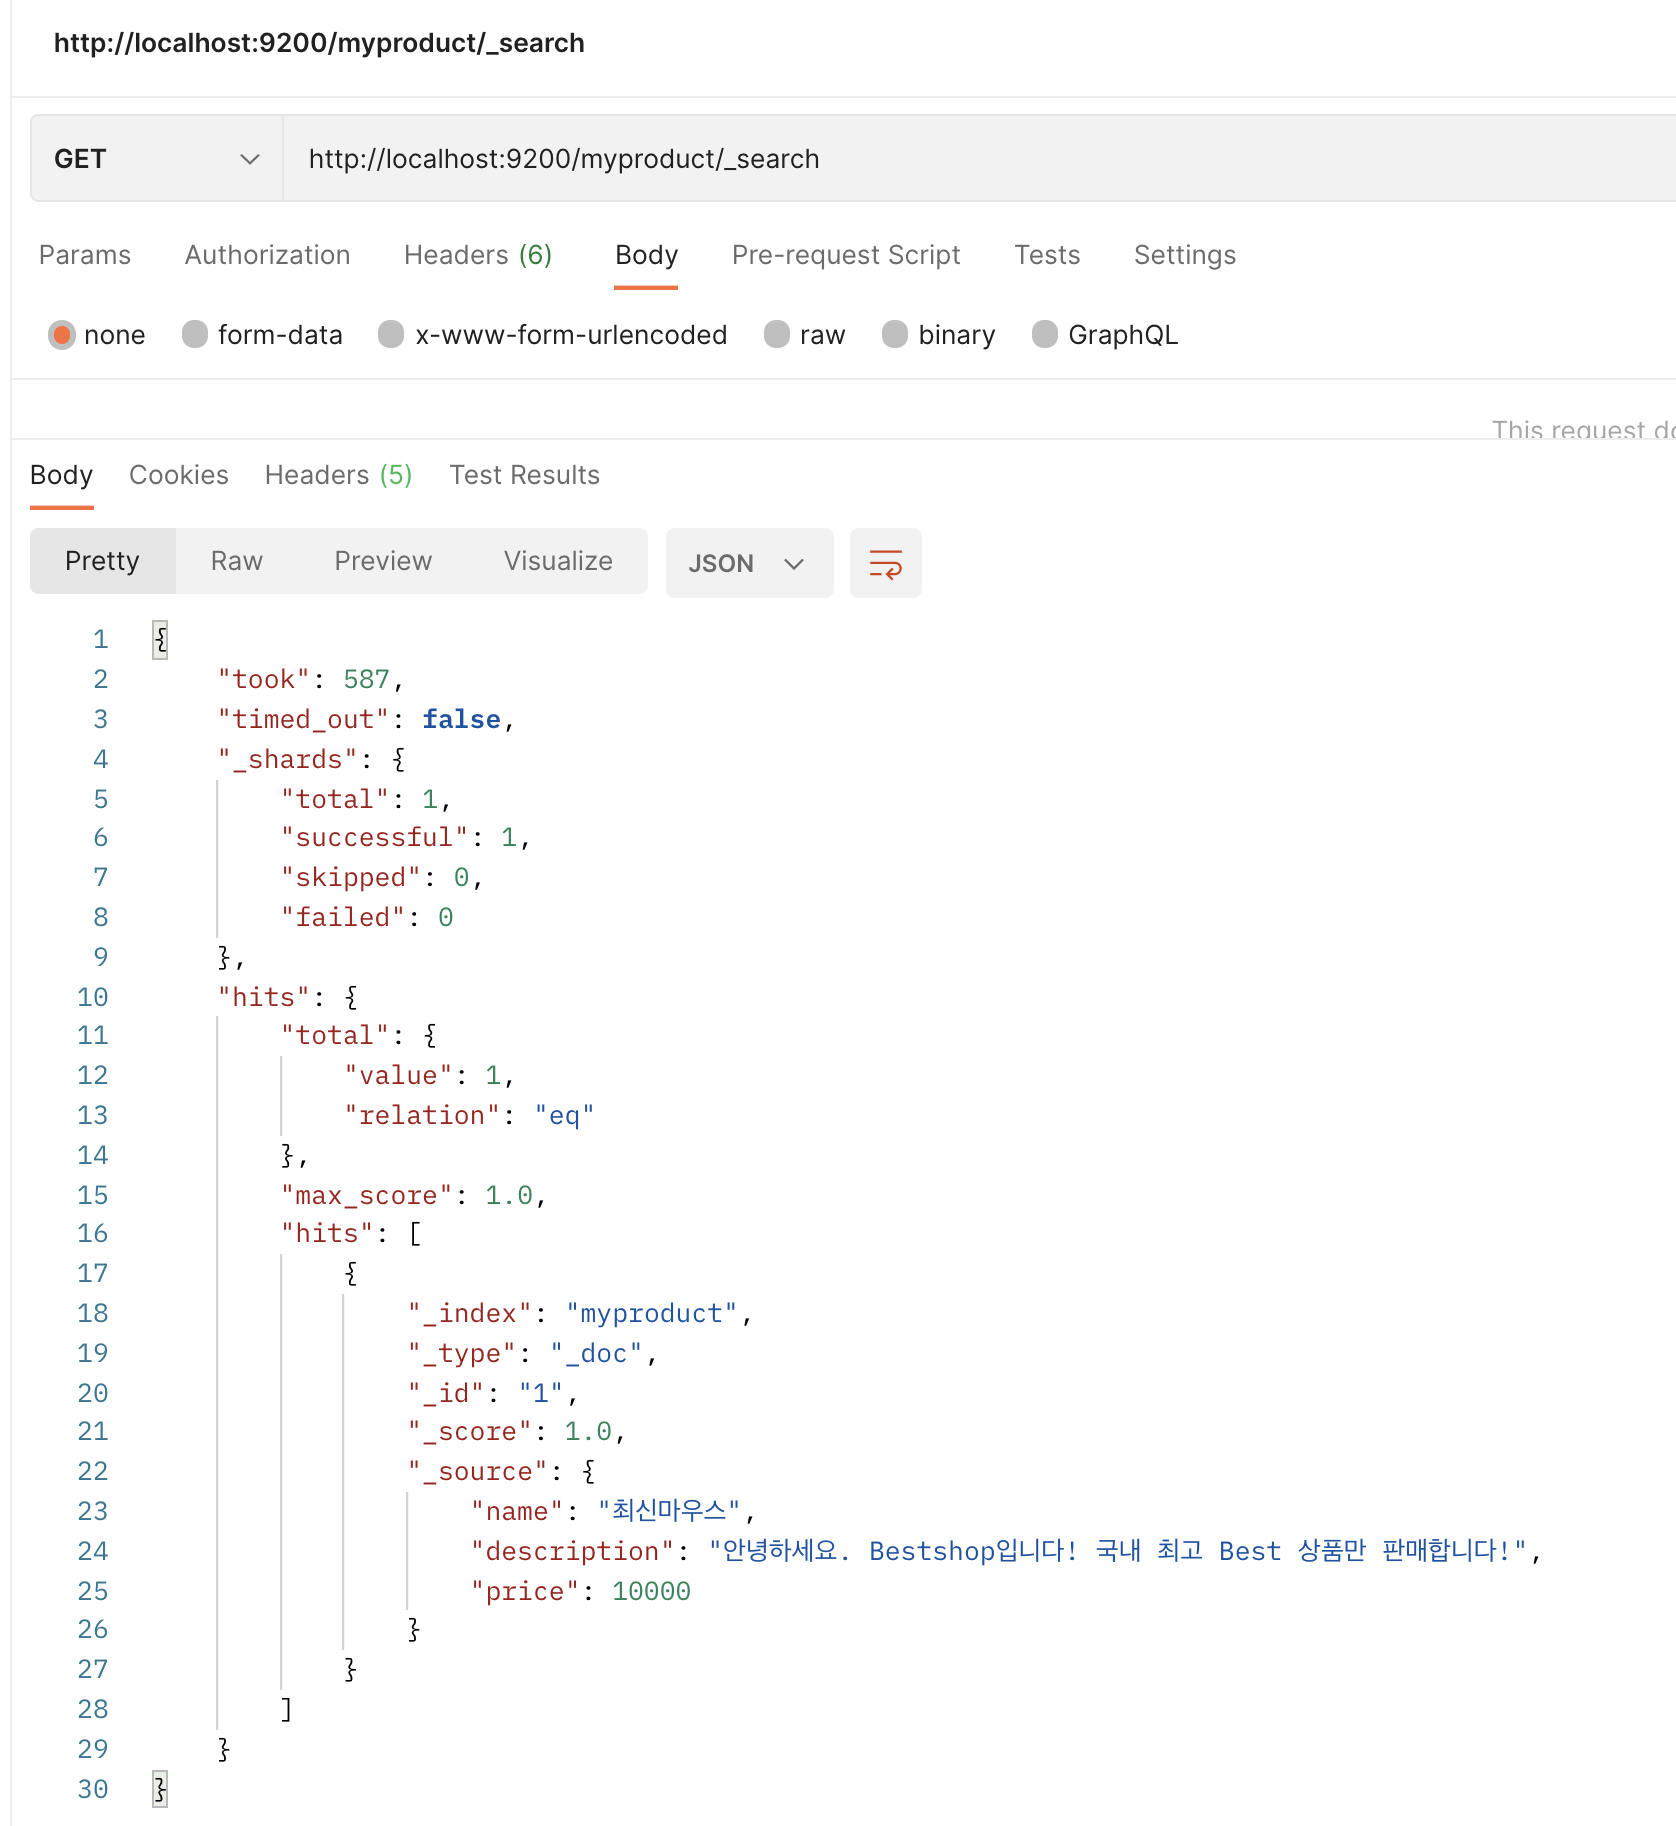 http://localhost:9200/myproduct/_search
GET http://localhost:9200/myproduct/_search
Params Authorization Headers (6) Body Pre-request Script Tests Settings
none form-data x-www-form-urlencoded raw binary GraphQL
This request
Body Cookies Headers (5) Test Results
Pretty Raw Preview Visualize JSON
1 {
2 "took": 587,
3 "timed_out": false,
4 "_shards": {
5 "total": 1,
6 "successful": 1,
7 "skipped": 0,
8 "failed": 0
9 },
10 "hits": {
11 "total": {
12 "value": 1,
13 "relation": "eq"
14 },
15 "max_score": 1.0,
16 "hits": [
17 {
18 "_index": "myproduct",
19 "_type": "_doc",
20 "_id": "1",
21 "_score": 1.0,
22 "_source": {
23 "name": "최신마우스",
24 "description": "안녕하세요. Bestshop입니다! 국내 최고 Best 상품만 판매합니다!",
25 "price": 10000
26 }
27 }
28 ]
29 }
30 }